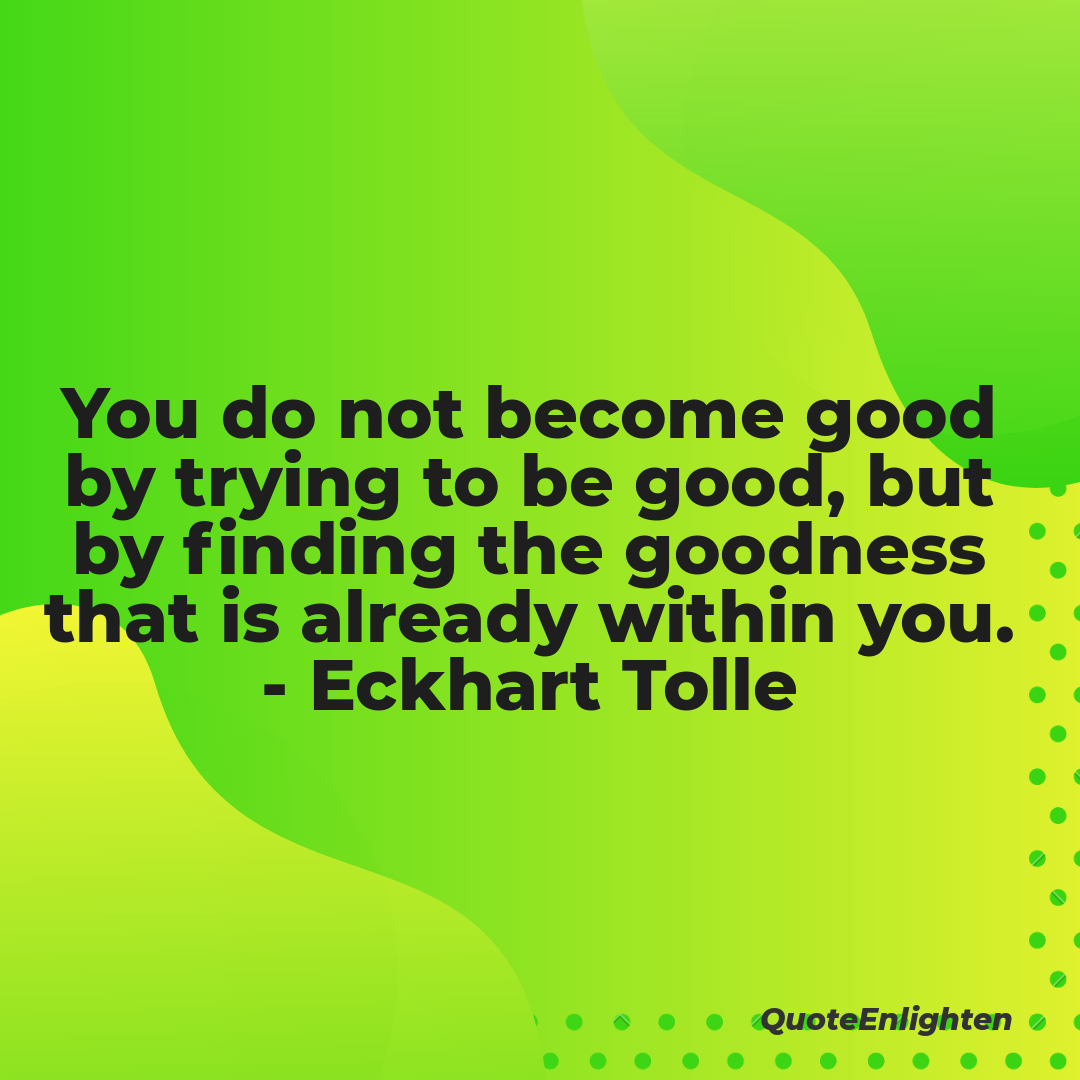 You do not become good
by trying to be good, but
by finding the goodness
that is already within you.
- Eckhart Tolle
QuoteEnlighten